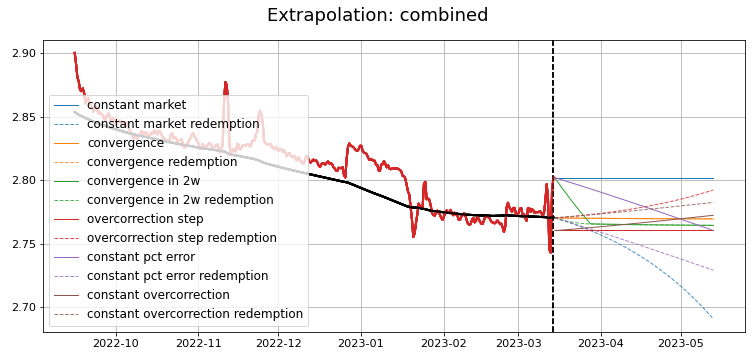 Extrapolation: combined
2.90
2.85
2.80
2.75
2.70
constant market
constant market redemption
convergence
convergence redemption
convergence in 2w
convergence in 2w redemption
overcorrection step
overcorrection step redemption
constant pct error
constant pct error redemption
constant overcorrection
constant overcorrection redemption
2022-10
2022-11
2022-12
2023-01
2023-02
2023-03
2023-04
2023-05